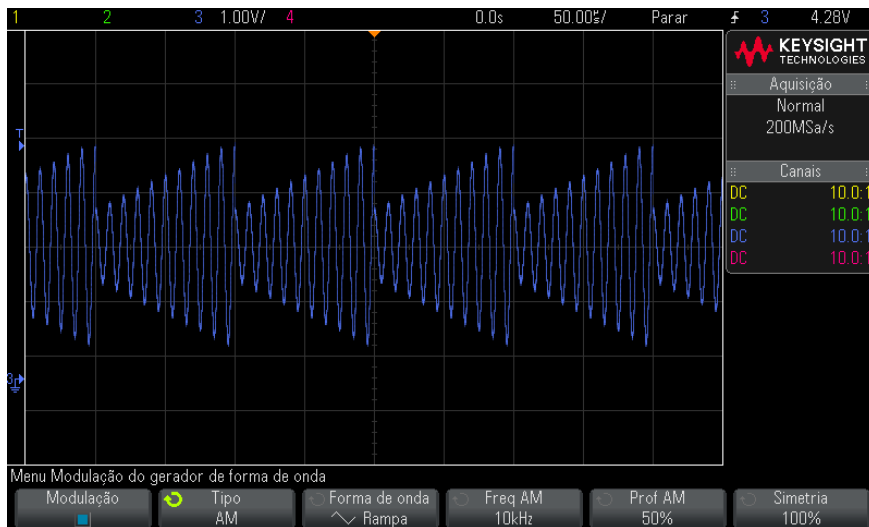 1 2 3 1.00V/ 4 0.0s 50.00us/ Parar 3 4.28V
KEYSIGHT
TECHNOLOGIES
Aquisição
Normal
200MSa/s
Canais
DC 10.0:1
DC 10.0:1
DC 10.0:1
DC 10.0:1
T
3
Menu Modulação do gerador de forma de onda
Modulação
Tipo
AM
Forma de onda
Rampa
Freq AM
10kHz
Prof AM
50%
Simetria
100%